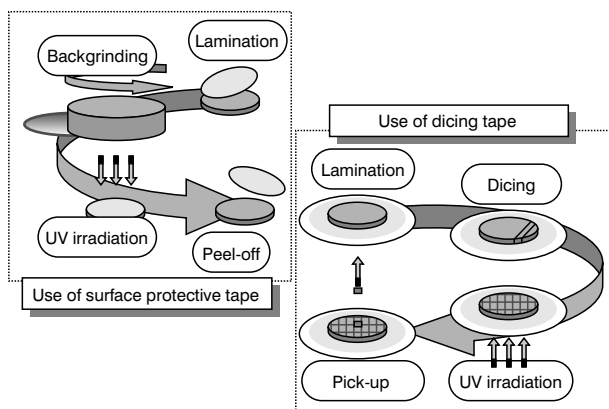 Lamination
Backgrinding
UV irradiation
Peel-off
Use of surface protective tape
Use of dicing tape
Lamination
Dicing
Pick-up
UV irradiation